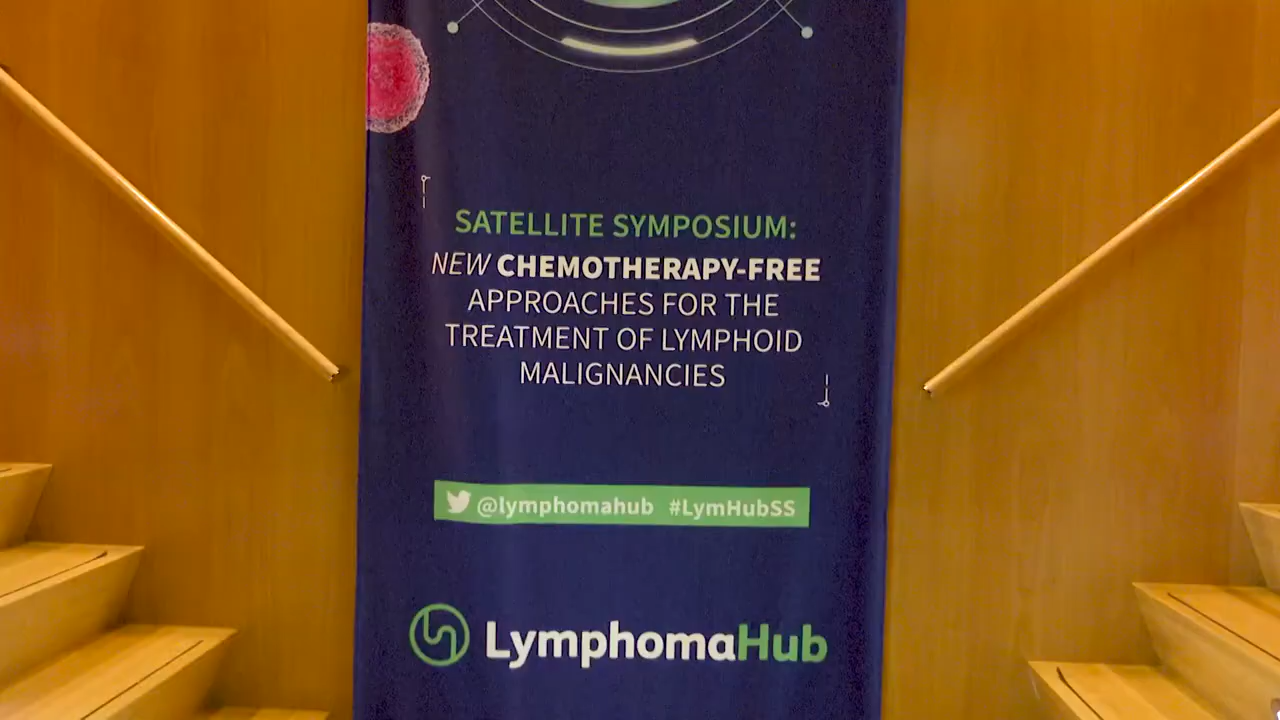 SATELLITE SYMPOSIUM:
NEW CHEMOTHERAPY-FREE
APPROACHES FOR THE
TREATMENT OF LYMPHOID
MALIGNANCIES
@lymphomahub #LymHubSS
LymphomaHub